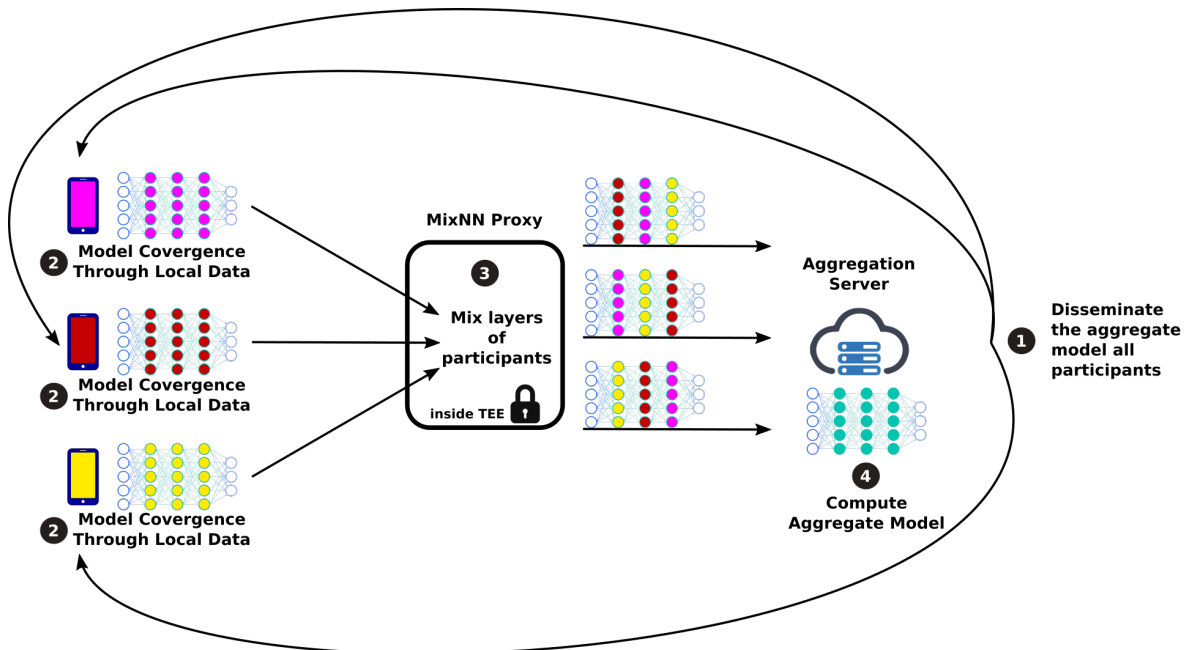 2
Model Covergence
Through Local Data
2
Model Covergence
Through Local Data
2
Model Covergence
Through Local Data
MixNN Proxy
3
Mix layers
of
participants
inside TEE
Aggregation
Server
4
Compute
Aggregate Model
1
Disseminate
the aggregate
model all
participants